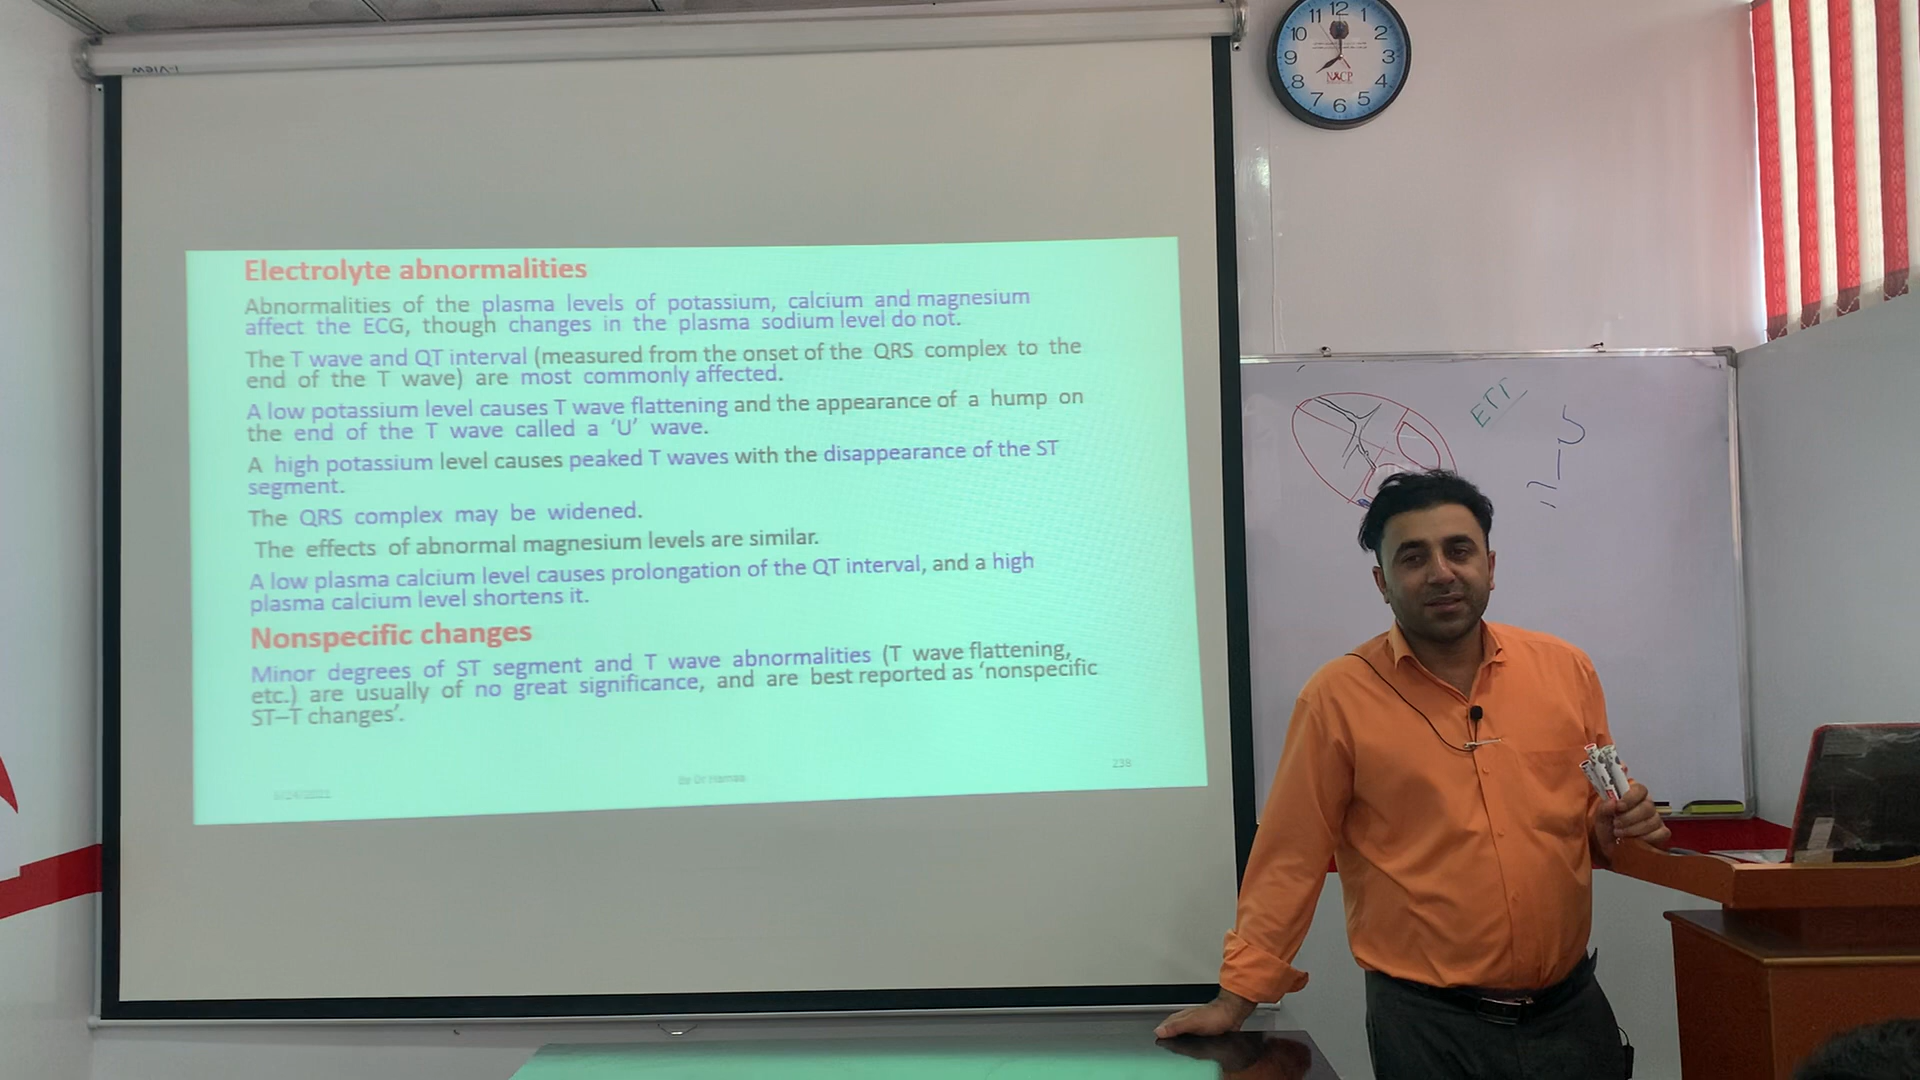 Electrolyte abnormalities
Abnormalities of the plasma levels of potassium, calcium and magnesium
affect the ECG, though changes in the plasma sodium level do not.
The T wave and QT interval (measured from the onset of the QRS complex to the
end of the T wave) are most commonly affected.
A low potassium level causes T wave flattening and the appearance of a hump on
the end of the T wave called a ‘U’ wave.
A high potassium level causes peaked T waves with the disappearance of the ST
segment.
The QRS complex may be widened.
The effects of abnormal magnesium levels are similar.
A low plasma calcium level causes prolongation of the QT interval, and a high
plasma calcium level shortens it.
Nonspecific changes
Minor degrees of ST segment and T wave abnormalities (T wave flattening,
etc.) are usually of no great significance, and are best reported as ‘nonspecific
ST–T changes’.
By Dr Hamaa
238
I-VIEW
12
1
2
3
4
5
6
7
8
9
10
11
NACP
ETT